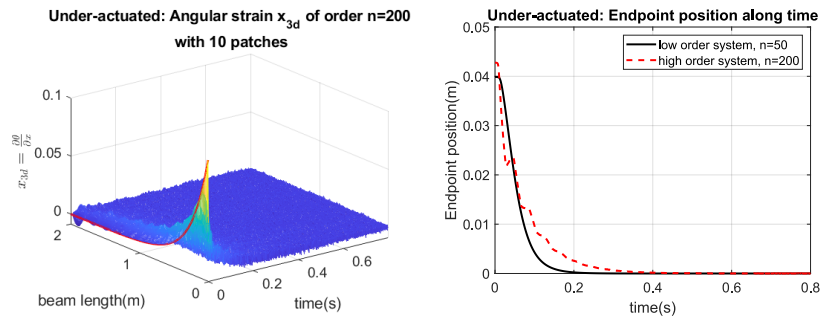 Under-actuated: Angular strain x3d of order n=200
with 10 patches
0.1
0.05
0
x3d = ∂θ/∂x
2
1
0
beam length(m)
0
0.2
0.4
0.6
time(s)
Under-actuated: Endpoint position along time
low order system, n=50
high order system, n=200
0.05
0.04
0.03
0.02
0.01
0
Endpoint position(m)
0
0.2
0.4
0.6
0.8
time(s)